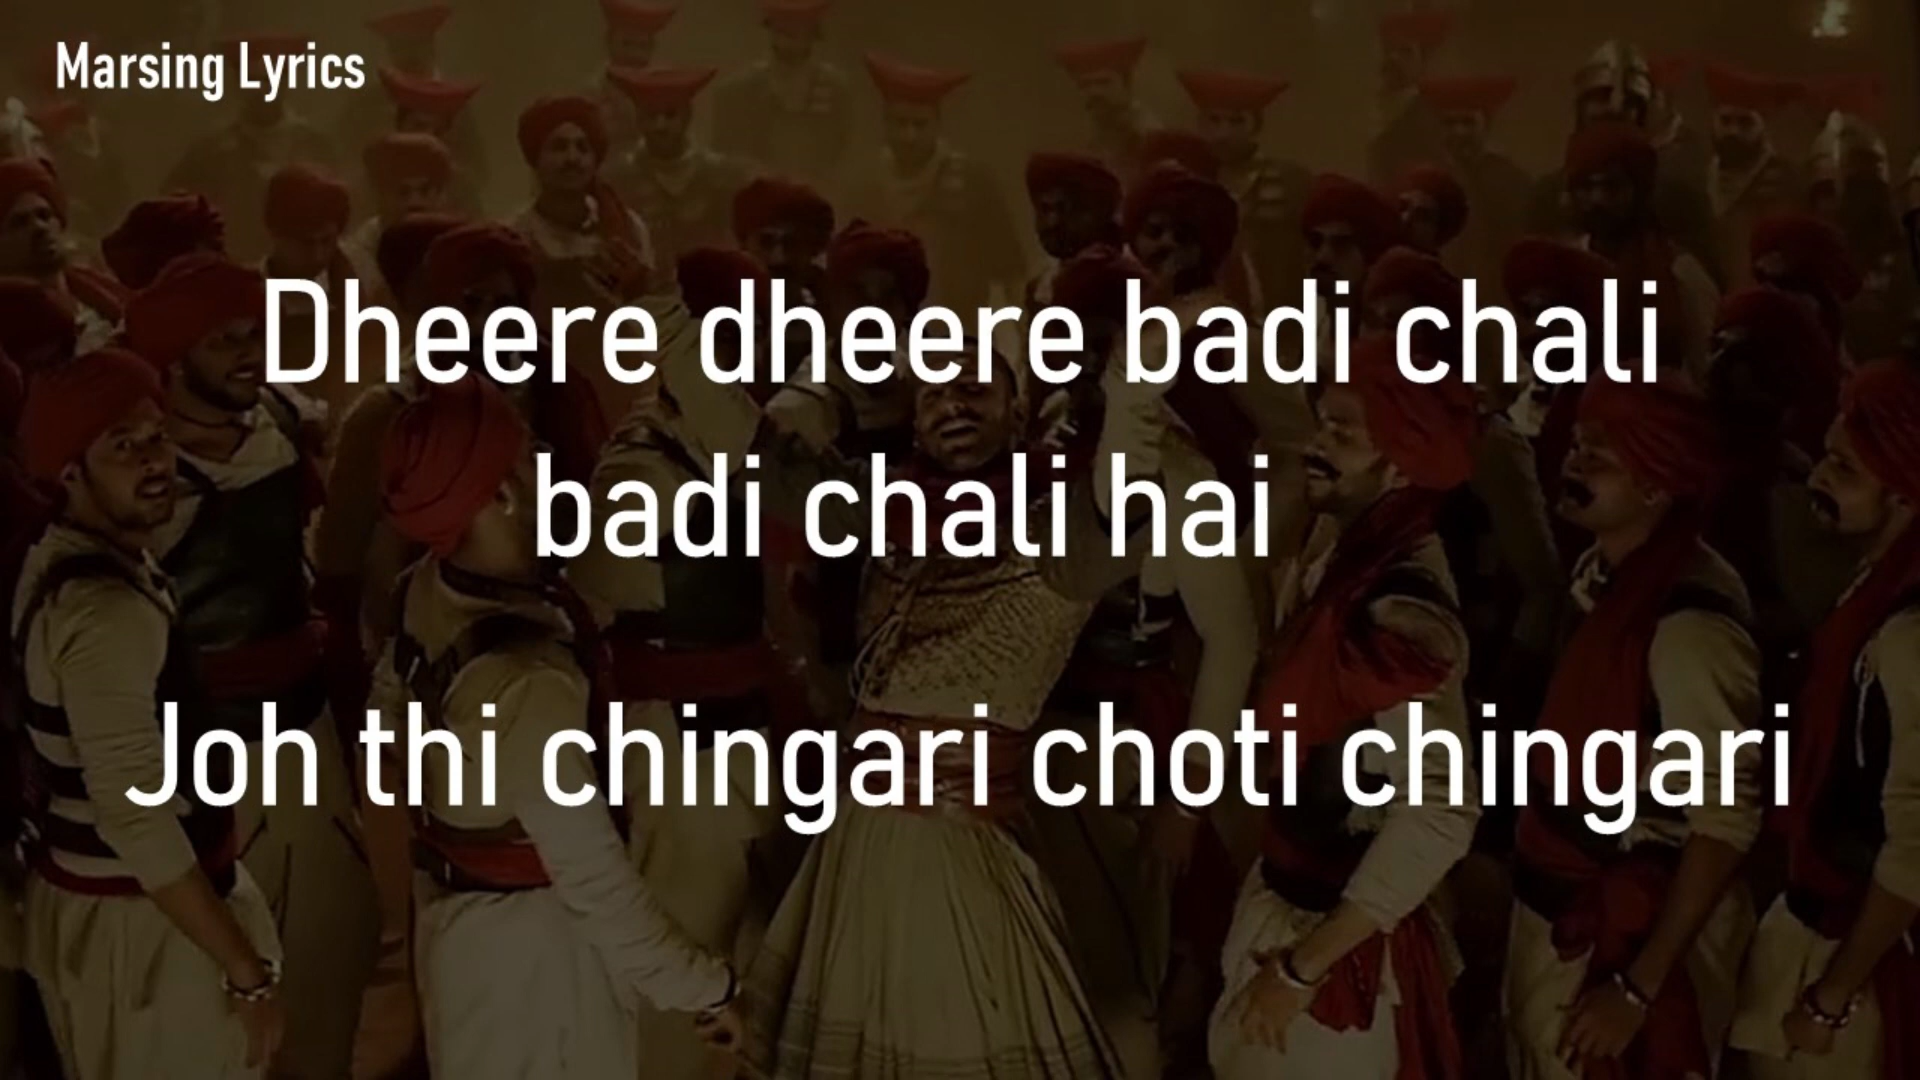 Marsing Lyrics
Dheere dheere badi chali
badi chali hai
Joh thi chingari choti chingari